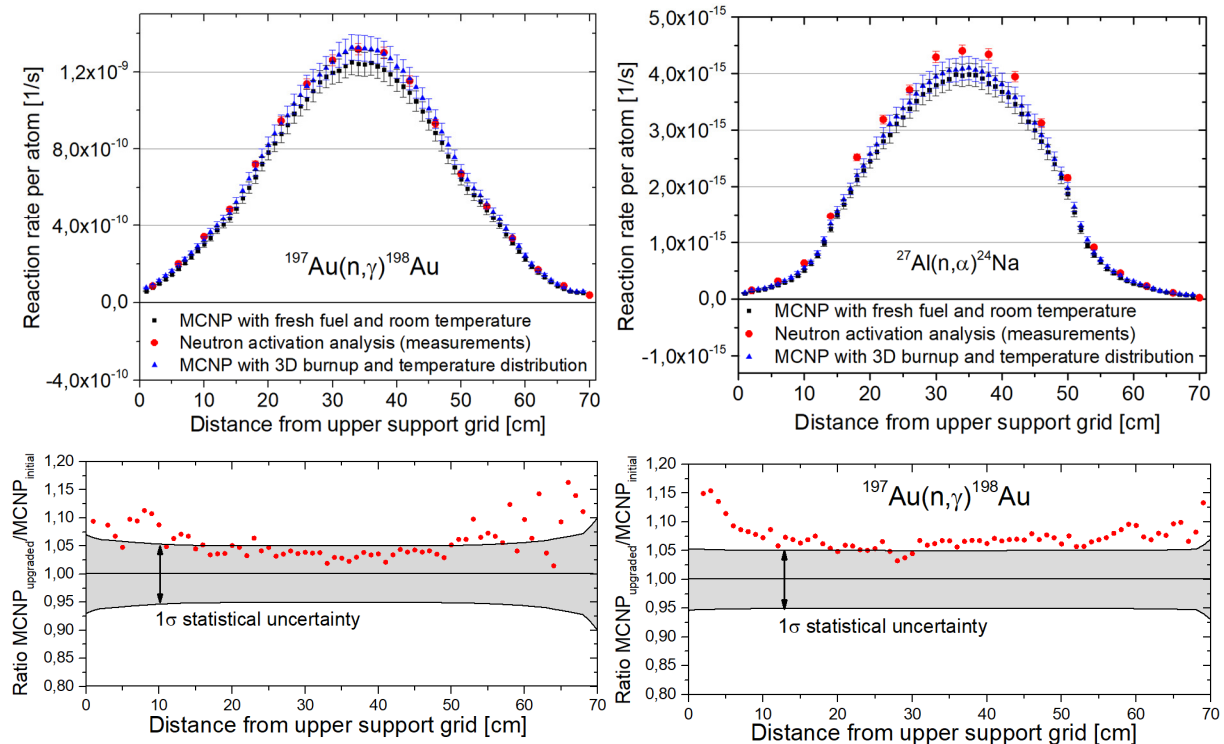 Reaction rate per atom [1/s]
1,2x10⁻⁹
8,0x10⁻¹⁰
4,0x10⁻¹⁰
0,0
-4,0x10⁻¹⁰
¹⁹⁷Au(n,γ)¹⁹⁸Au
MCNP with fresh fuel and room temperature
Neutron activation analysis (measurements)
MCNP with 3D burnup and temperature distribution
0 10 20 30 40 50 60 70
Distance from upper support grid [cm]
Reaction rate per atom [1/s]
5,0x10⁻¹⁵
4,0x10⁻¹⁵
3,0x10⁻¹⁵
2,0x10⁻¹⁵
1,0x10⁻¹⁵
0,0
-1,0x10⁻¹⁵
²⁷Al(n,α)²⁴Na
MCNP with fresh fuel and room temperature
Neutron activation analysis (measurements)
MCNP with 3D burnup and temperature distribution
0 10 20 30 40 50 60 70
Distance from upper support grid [cm]
Ratio MCNPupgraded/MCNPinitial
1,20
1,15
1,10
1,05
1,00
0,95
0,90
0,85
0,80
1σ statistical uncertainty
0 10 20 30 40 50 60 70
Distance from upper support grid [cm]
Ratio MCNPupgraded/MCNPinitial
1,20
1,15
1,10
1,05
1,00
0,95
0,90
0,85
0,80
¹⁹⁷Au(n,γ)¹⁹⁸Au
1σ statistical uncertainty
0 10 20 30 40 50 60 70
Distance from upper support grid [cm]